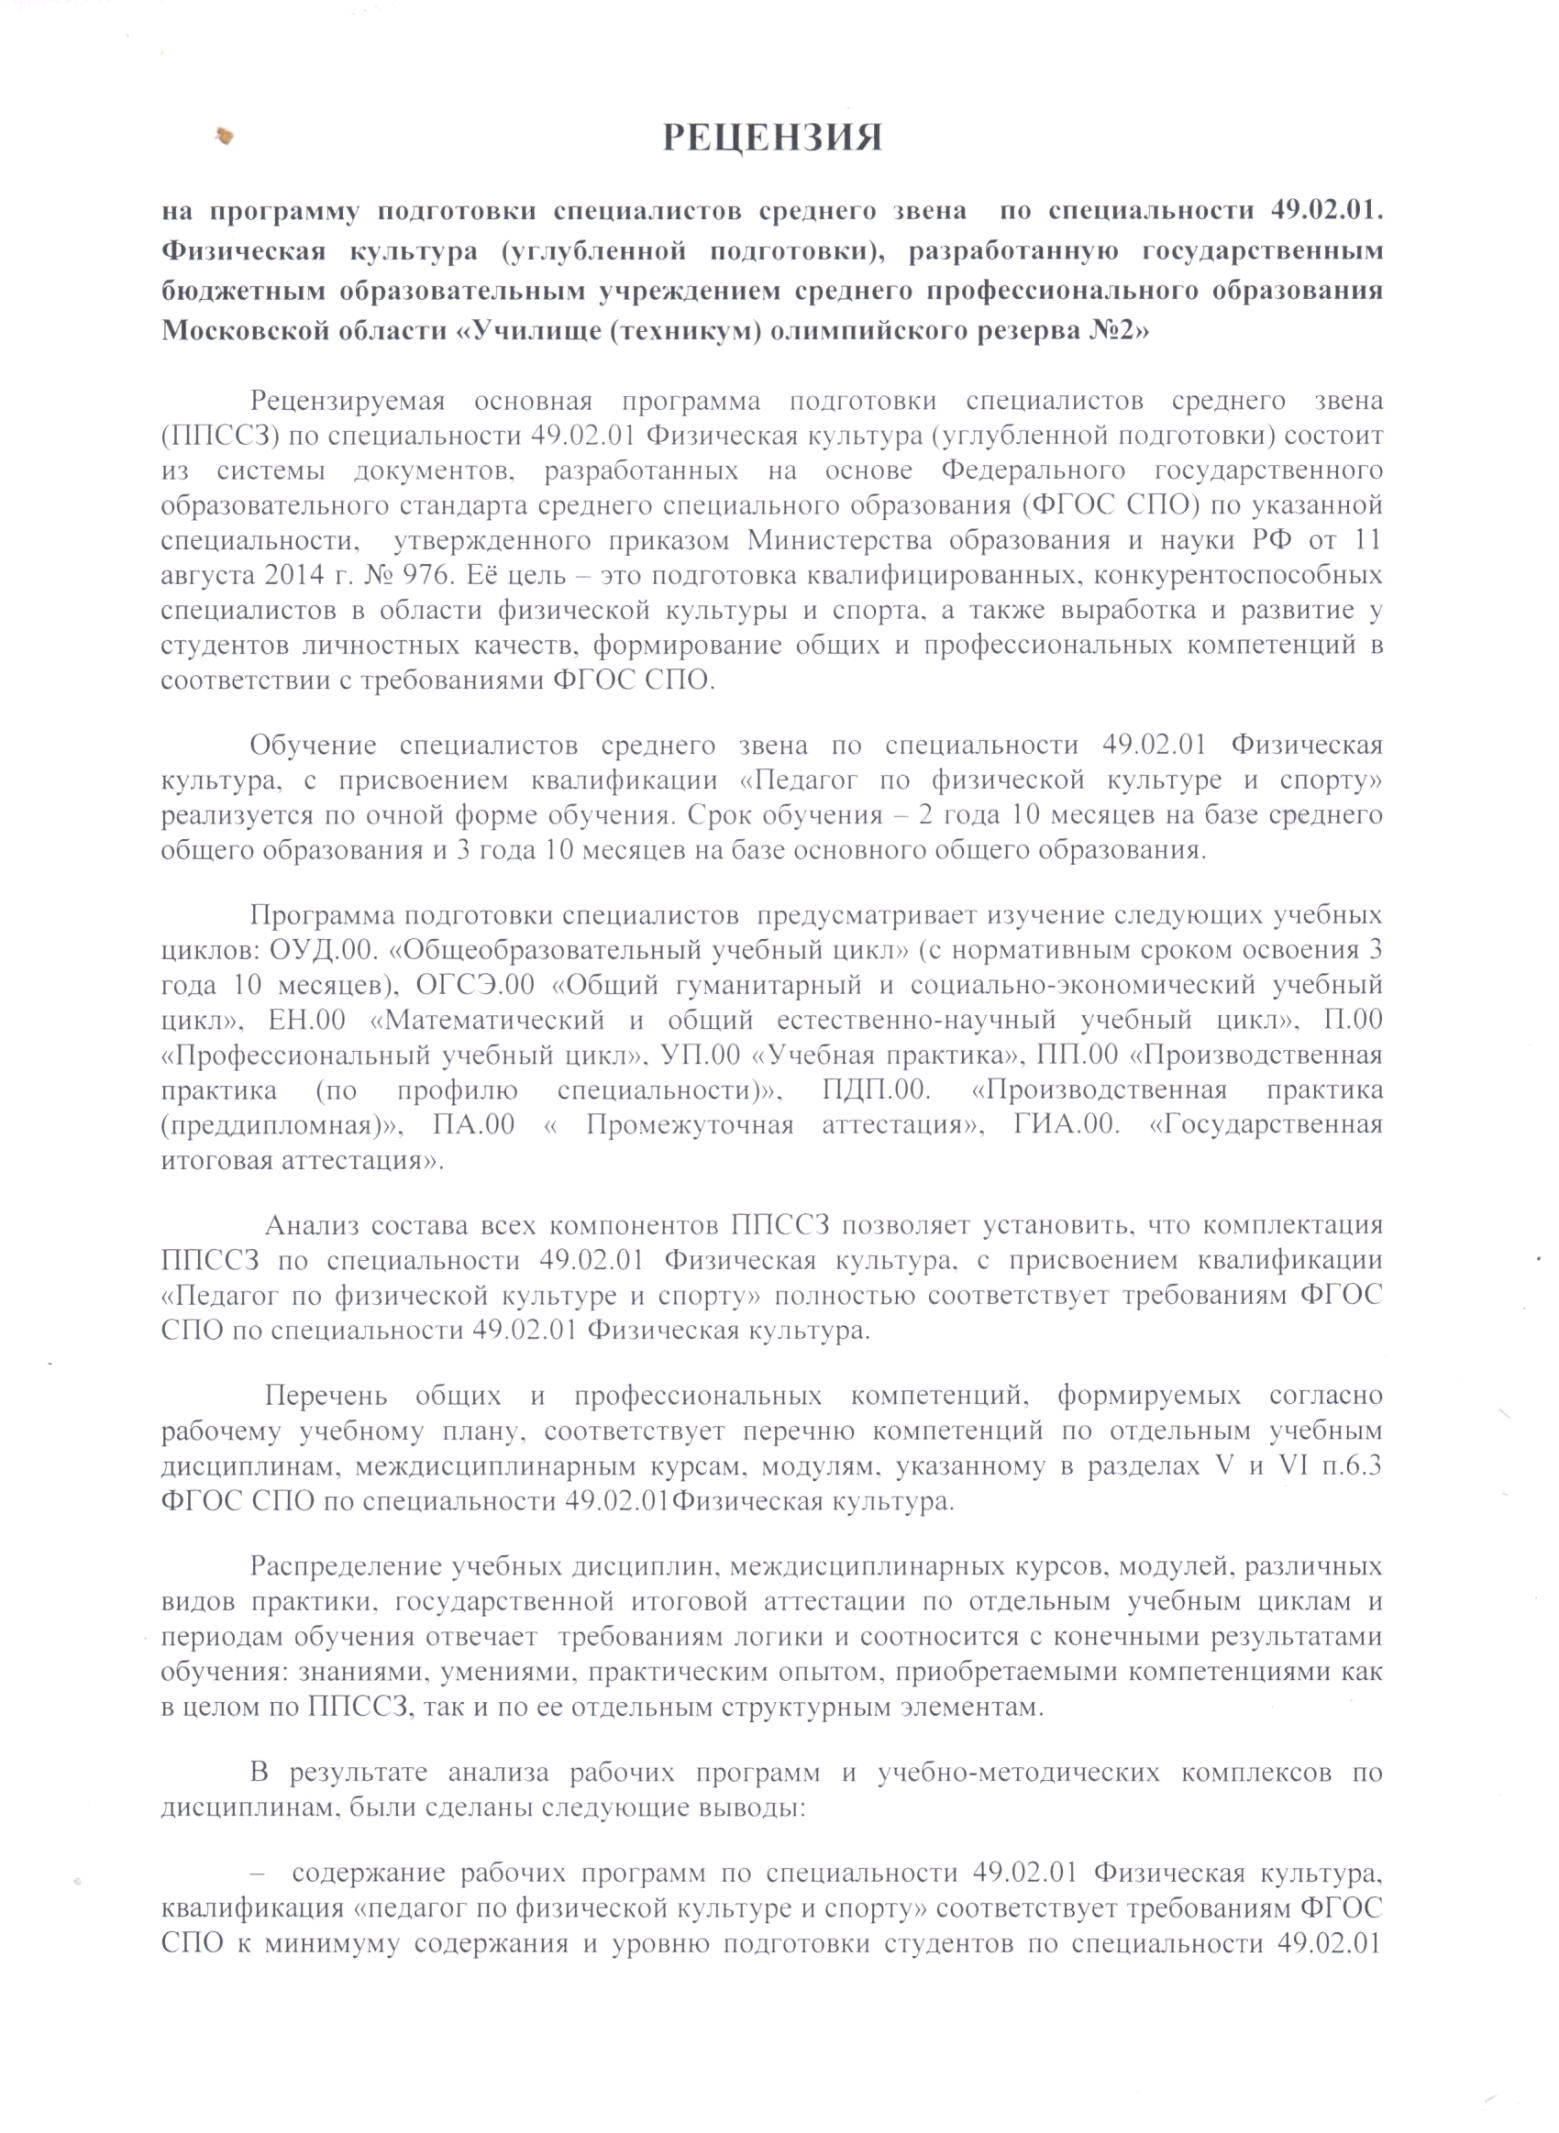 РЕЦЕНЗИЯ
на программу подготовки специалистов среднего звена по специальности 49.02.01.
Физическая культура (углубленной подготовки), разработанную государственным
бюджетным образовательным учреждением среднего профессионального образования
Московской области «Училище (техникум) олимпийского резерва №2»
Рецензируемая основная программа подготовки специалистов среднего звена
(ППССЗ) по специальности 49.02.01 Физическая культура (углубленной подготовки) состоит
из системы документов, разработанных на основе Федерального государственного
образовательного стандарта среднего специального образования (ФГОС СПО) по указанной
специальности, утвержденного приказом Министерства образования и науки РФ от 11
августа 2014 г. № 976. Её цель – это подготовка квалифицированных, конкурентоспособных
специалистов в области физической культуры и спорта, а также выработка и развитие у
студентов личностных качеств, формирование общих и профессиональных компетенций в
соответствии с требованиями ФГОС СПО.
Обучение специалистов среднего звена по специальности 49.02.01 Физическая
культура, с присвоением квалификации «Педагог по физической культуре и спорту»
реализуется по очной форме обучения. Срок обучения – 2 года 10 месяцев на базе среднего
общего образования и 3 года 10 месяцев на базе основного общего образования.
Программа подготовки специалистов предусматривает изучение следующих учебных
циклов: ОУД.00. «Общеобразовательный учебный цикл» (с нормативным сроком освоения 3
года 10 месяцев), ОГСЭ.00 «Общий гуманитарный и социально-экономический учебный
цикл», ЕН.00 «Математический и общий естественно-научный учебный цикл», П.00
«Профессиональный учебный цикл», УП.00 «Учебная практика», ПП.00 «Производственная
практика (по профилю специальности)», ПДП.00. «Производственная практика
(преддипломная)», ПА.00 « Промежуточная аттестация», ГИА.00. «Государственная
итоговая аттестация».
Анализ состава всех компонентов ППССЗ позволяет установить, что комплектация
ППССЗ по специальности 49.02.01 Физическая культура, с присвоением квалификации
«Педагог по физической культуре и спорту» полностью соответствует требованиям ФГОС
СПО по специальности 49.02.01 Физическая культура.
Перечень общих и профессиональных компетенций, формируемых согласно
рабочему учебному плану, соответствует перечню компетенций по отдельным учебным
дисциплинам, междисциплинарным курсам, модулям, указанному в разделах V и VI п.6.3
ФГОС СПО по специальности 49.02.01Физическая культура.
Распределение учебных дисциплин, междисциплинарных курсов, модулей, различных
видов практики, государственной итоговой аттестации по отдельным учебным циклам и
периодам обучения отвечает требованиям логики и соотносится с конечными результатами
обучения: знаниями, умениями, практическим опытом, приобретаемыми компетенциями как
в целом по ППССЗ, так и по ее отдельным структурным элементам.
В результате анализа рабочих программ и учебно-методических комплексов по
дисциплинам, были сделаны следующие выводы:
– содержание рабочих программ по специальности 49.02.01 Физическая культура,
квалификация «педагог по физической культуре и спорту» соответствует требованиям ФГОС
СПО к минимуму содержания и уровню подготовки студентов по специальности 49.02.01